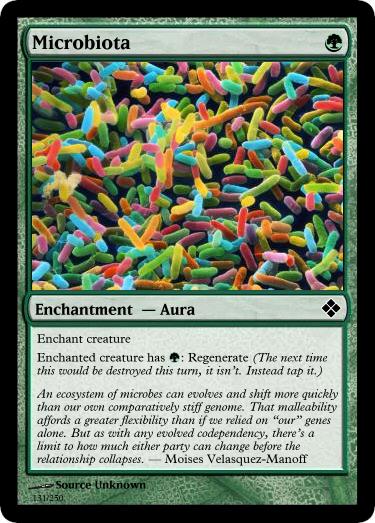 Microbiota
Enchantment — Aura
Enchant creature
Enchanted creature has : Regenerate (The next time
this would be destroyed this turn, it isn't. Instead tap it.)
An ecosystem of microbes can evolves and shift more quickly
than our own comparatively stiff genome. That malleability
affords a greater flexibility than if we relied on “our” genes
alone. But as with any evolved codependency, there's a
limit to how much either party can change before the
relationship collapses. — Moises Velasquez-Manoff
Source Unknown
131/250